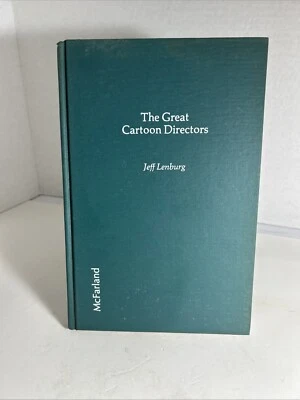 The Great
Cartoon Directors
Jeff Lenburg
McFarland